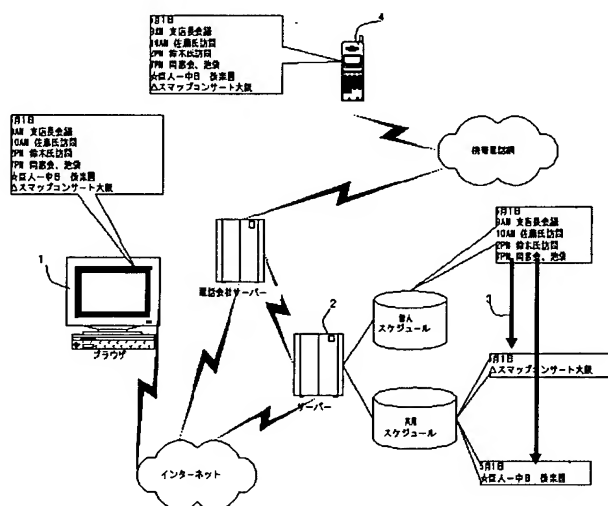 4
5月1日
9AM 支店長会議
10AM 佐藤氏訪問
2PM 鈴木氏訪問
7PM 同窓会、池袋
☆巨人ー中日 後楽園
△スマップコンサート大阪
携帯電話網
5月1日
9AM 支店長会議
10AM 佐藤氏訪問
2PM 鈴木氏訪問
7PM 同窓会、池袋
☆巨人ー中日 後楽園
△スマップコンサート大阪
5月1日
9AM 支店長会議
10AM 佐藤氏訪問
2PM 鈴木氏訪問
7PM 同窓会、池袋
1
電話会社サーバー
2
3
個人
スケジュール
ブラウザ
サーバー
5月1日
△スマップコンサート大阪
共用
スケジュール
インターネット
5月1日
☆巨人ー中日 後楽園